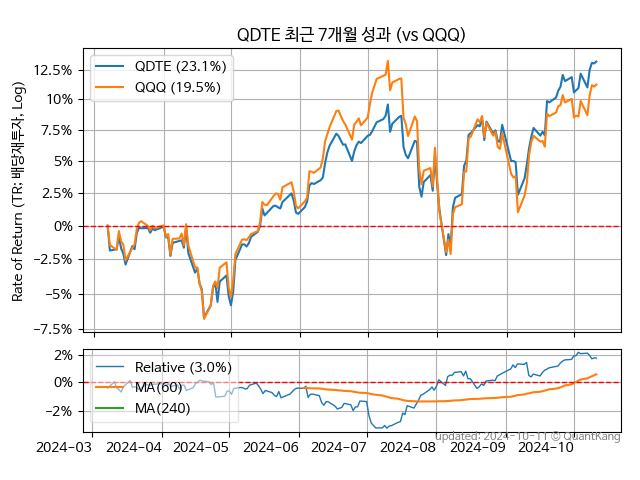 QDTE 최근 7개월 성과 (vs QQQ)
Rate of Return (TR: 배당재투자, Log)
12.5%
10%
7.5%
5%
2.5%
0%
−2.5%
−5%
−7.5%
QDTE (23.1%)
QQQ (19.5%)
2%
0%
−2%
Relative (3.0%)
MA(60)
MA(240)
2024-03
2024-04
2024-05
2024-06
2024-07
2024-08
2024-09
2024-10
updated: 2024-10-11 © QuantKang